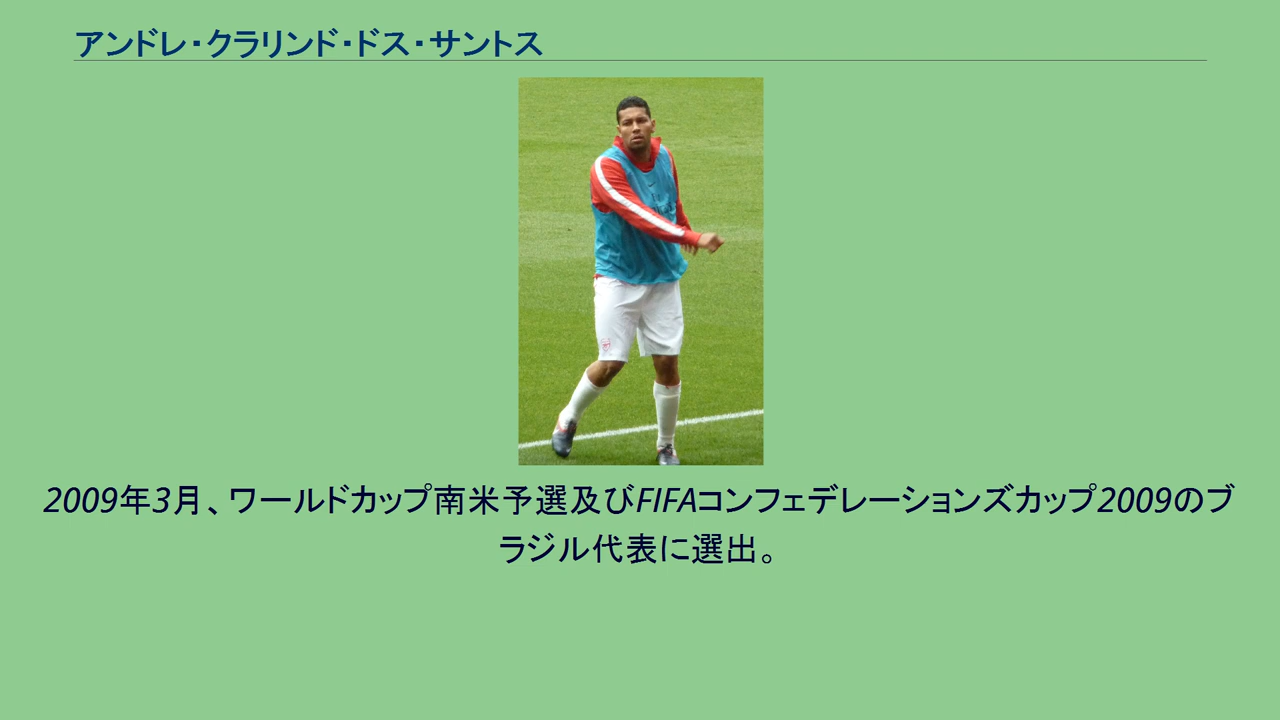 アンドレ・クラリンド・ドス・サントス
2009年3月、ワールドカップ南米予選及びFIFAコンフェデレーションズカップ2009のブ
ラジル代表に選出。